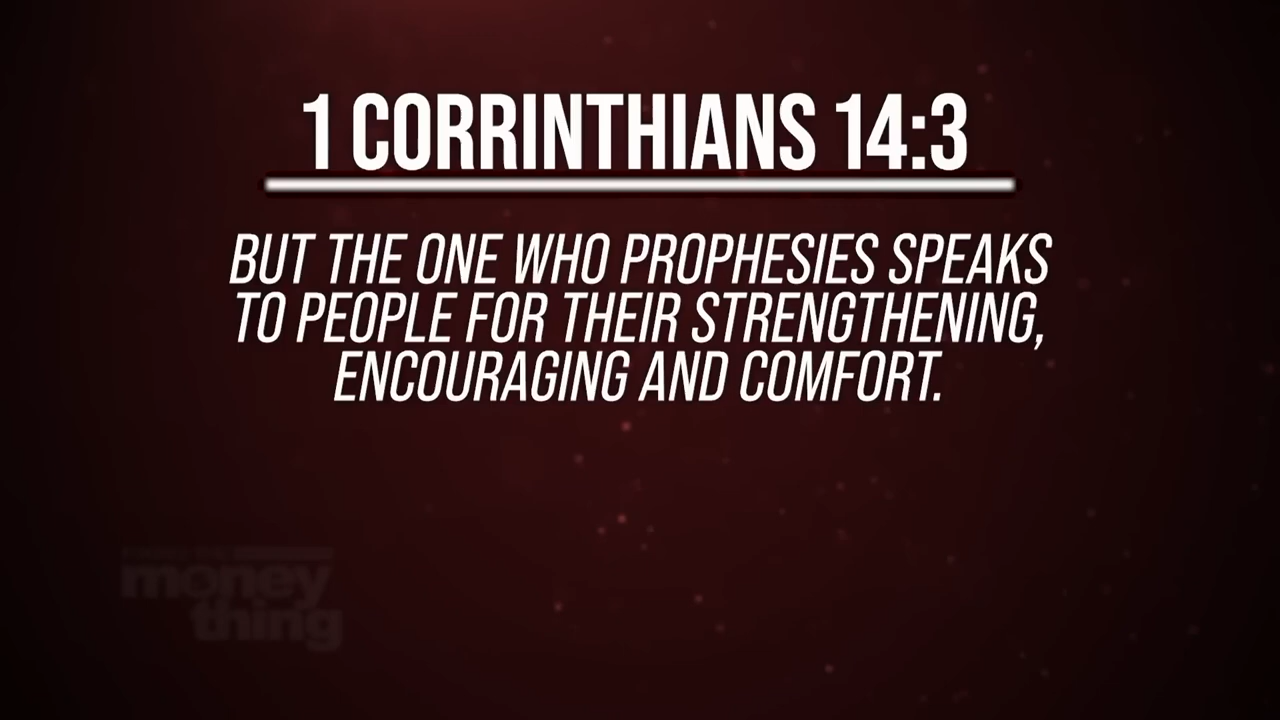 1 CORRINTHIANS 14:3
BUT THE ONE WHO PROPHESIES SPEAKS
TO PEOPLE FOR THEIR STRENGTHENING,
ENCOURAGING AND COMFORT.
money
thing